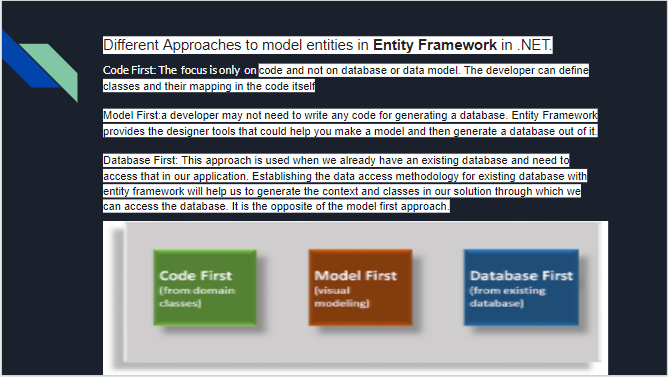 Different Approaches to model entities in Entity Framework in .NET.
Code First: The focus is only on code and not on database or data model. The developer can define
classes and their mapping in the code itself
Model First:a developer may not need to write any code for generating a database. Entity Framework
provides the designer tools that could help you make a model and then generate a database out of it.
Database First: This approach is used when we already have an existing database and need to
access that in our application. Establishing the data access methodology for existing database with
entity framework will help us to generate the context and classes in our solution through which we
can access the database. It is the opposite of the model first approach.
Code First
(from domain
classes)
Model First
(visual
modeling)
Database First
(from existing
database)